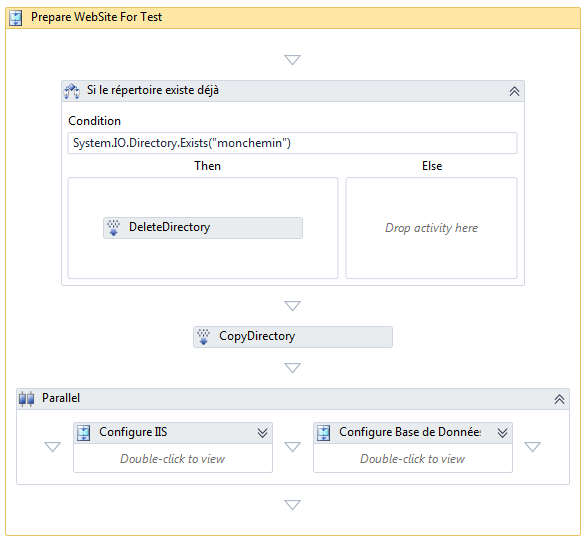 Prepare WebSite For Test
Si le répertoire existe déjà
Condition
System.IO.Directory.Exists("monchemin")
Then
Else
DeleteDirectory
Drop activity here
CopyDirectory
Parallel
Configure IIS
Configure Base de Données
Double-click to view
Double-click to view